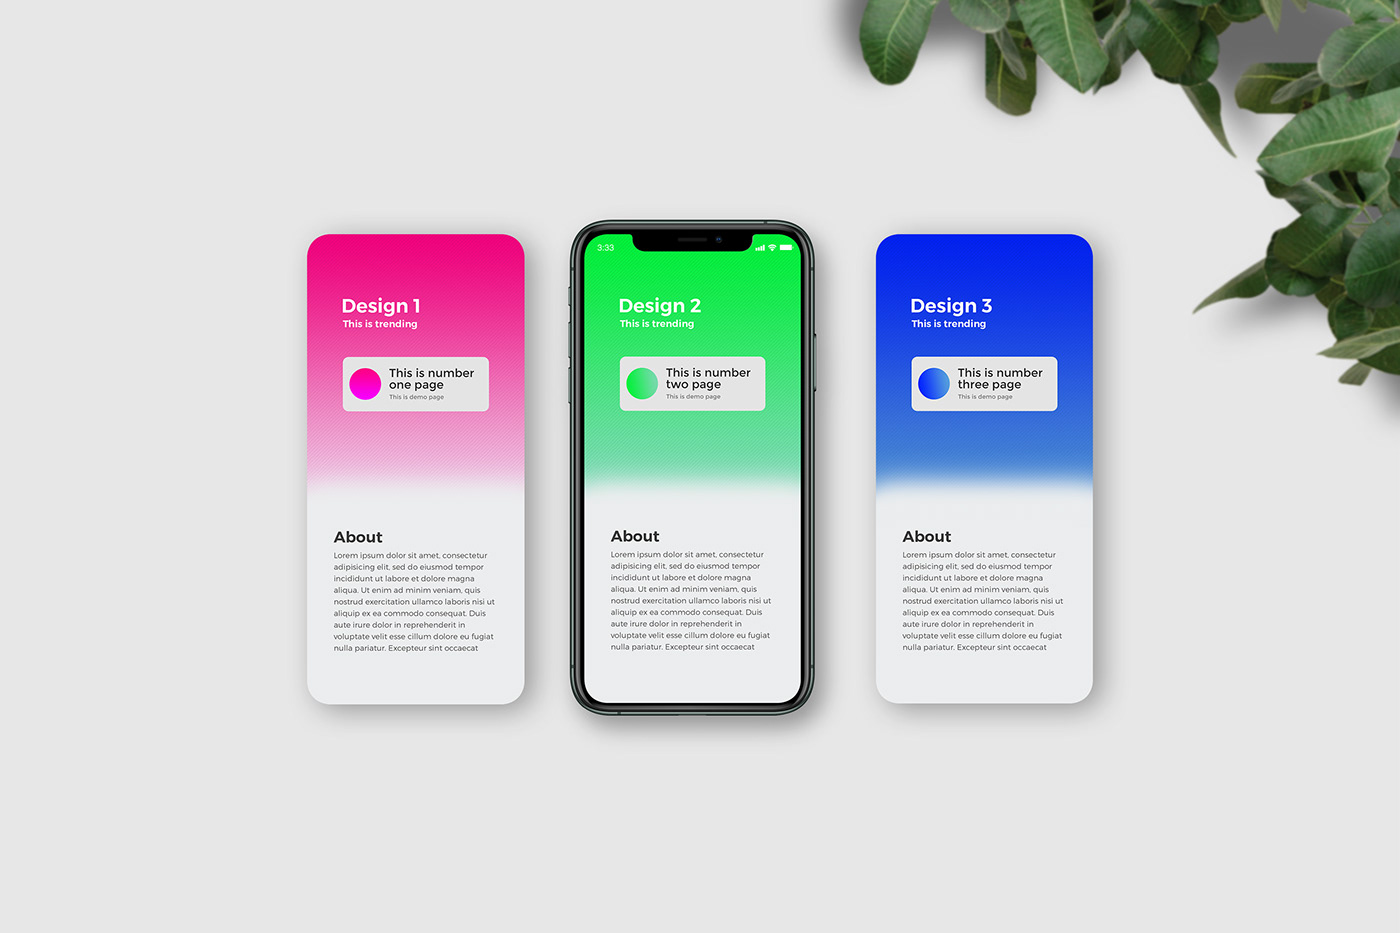 Design 1
This is trending
This is number
one page
This is demo page
About
Lorem ipsum dolor sit amet, consectetur
adipisicing elit, sed do eiusmod tempor
incididunt ut labore et dolore magna
aliqua. Ut enim ad minim veniam, quis
nostrud exercitation ullamco laboris nisi ut
aliquip ex ea commodo consequat. Duis
aute irure dolor in reprehenderit in
voluptate velit esse cillum dolore eu fugiat
nulla pariatur. Excepteur sint occaecat
3:33
Design 2
This is trending
This is number
two page
This is demo page
About
Lorem ipsum dolor sit amet, consectetur
adipisicing elit, sed do eiusmod tempor
incididunt ut labore et dolore magna
aliqua. Ut enim ad minim veniam, quis
nostrud exercitation ullamco laboris nisi ut
aliquip ex ea commodo consequat. Duis
aute irure dolor in reprehenderit in
voluptate velit esse cillum dolore eu fugiat
nulla pariatur. Excepteur sint occaecat
Design 3
This is trending
This is number
three page
This is demo page
About
Lorem ipsum dolor sit amet, consectetur
adipisicing elit, sed do eiusmod tempor
incididunt ut labore et dolore magna
aliqua. Ut enim ad minim veniam, quis
nostrud exercitation ullamco laboris nisi ut
aliquip ex ea commodo consequat. Duis
aute irure dolor in reprehenderit in
voluptate velit esse cillum dolore eu fugiat
nulla pariatur. Excepteur sint occaecat